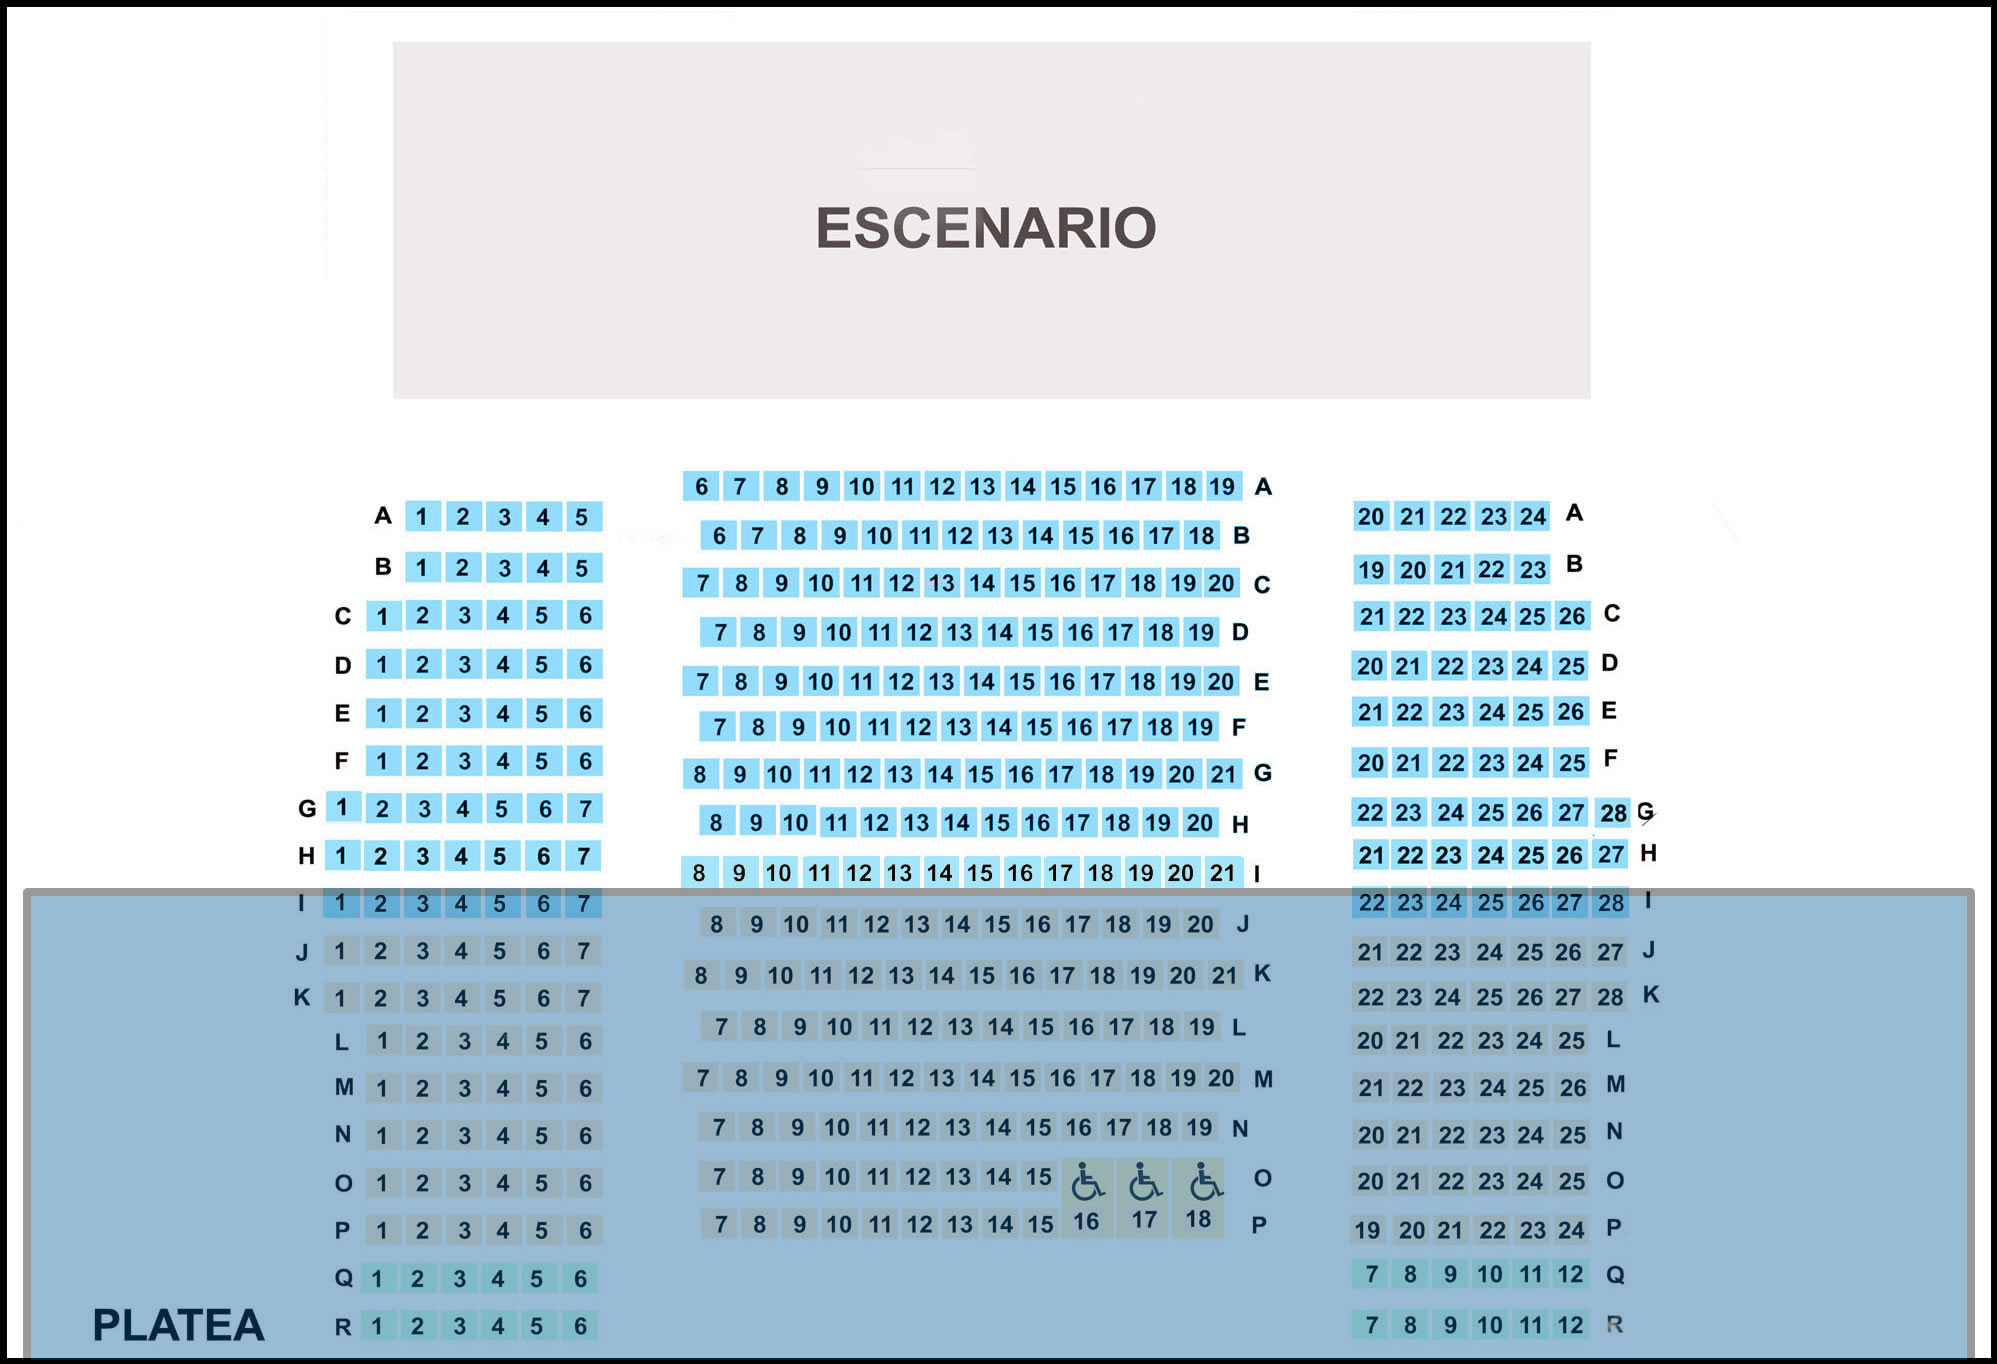 ESCENARIO
6 7 8 9 10 11 12 13 14 15 16 17 18 19 A
A 1 2 3 4 5 20 21 22 23 24 A
6 7 8 9 10 11 12 13 14 15 16 17 18 B
B 1 2 3 4 5 19 20 21 22 23 B
C 1 2 3 4 5 6 7 8 9 10 11 12 13 14 15 16 17 18 19 20 C 21 22 23 24 25 26 C
D 1 2 3 4 5 6 7 8 9 10 11 12 13 14 15 16 17 18 19 D 20 21 22 23 24 25 D
E 1 2 3 4 5 6 7 8 9 10 11 12 13 14 15 16 17 18 19 20 E 21 22 23 24 25 26 E
F 1 2 3 4 5 6 7 8 9 10 11 12 13 14 15 16 17 18 19 F 20 21 22 23 24 25 F
G 1 2 3 4 5 6 7 8 9 10 11 12 13 14 15 16 17 18 19 20 21 G 22 23 24 25 26 27 28 G
H 1 2 3 4 5 6 7 8 9 10 11 12 13 14 15 16 17 18 19 20 H 21 22 23 24 25 26 27 H
I 1 2 3 4 5 6 7 8 9 10 11 12 13 14 15 16 17 18 19 20 21 I 22 23 24 25 26 27 28 I
J 1 2 3 4 5 6 7 8 9 10 11 12 13 14 15 16 17 18 19 20 J 21 22 23 24 25 26 27 J
K 1 2 3 4 5 6 7 8 9 10 11 12 13 14 15 16 17 18 19 20 21 K 22 23 24 25 26 27 28 K
L 1 2 3 4 5 6 7 8 9 10 11 12 13 14 15 16 17 18 19 L 20 21 22 23 24 25 L
M 1 2 3 4 5 6 7 8 9 10 11 12 13 14 15 16 17 18 19 20 M 21 22 23 24 25 26 M
N 1 2 3 4 5 6 7 8 9 10 11 12 13 14 15 16 17 18 19 N 20 21 22 23 24 25 N
O 1 2 3 4 5 6 7 8 9 10 11 12 13 14 15 O 20 21 22 23 24 25 O
P 1 2 3 4 5 6 7 8 9 10 11 12 13 14 15 16 17 18 P 19 20 21 22 23 24 P
Q 1 2 3 4 5 6 7 8 9 10 11 12 Q
PLATEA R 1 2 3 4 5 6 7 8 9 10 11 12 R